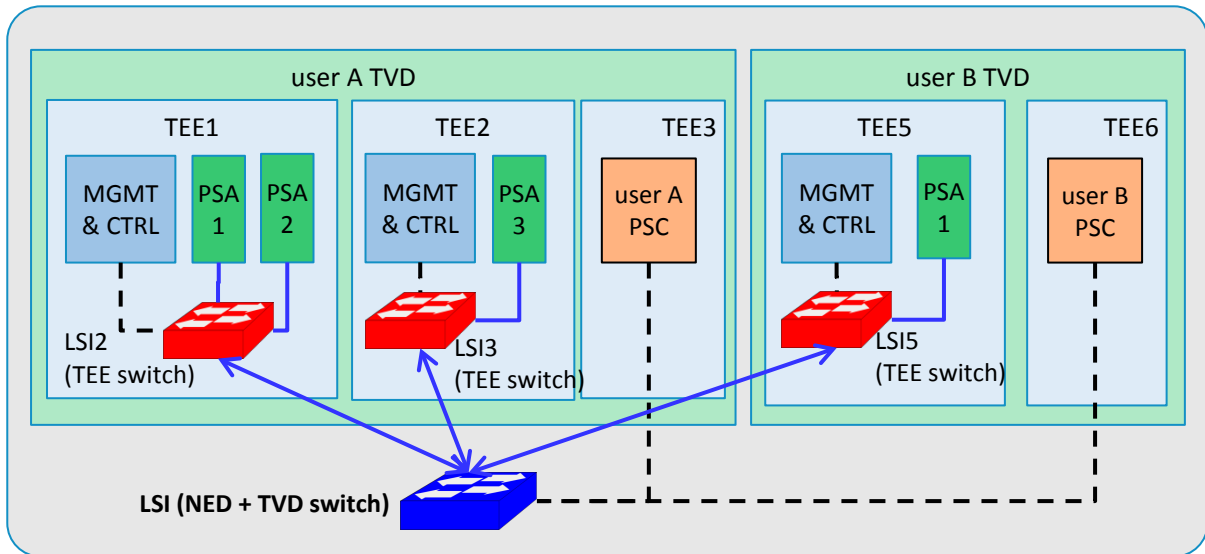 user A TVD
user B TVD
TEE1
TEE2
TEE3
TEE5
TEE6
MGMT
& CTRL
PSA
1
PSA
2
MGMT
& CTRL
PSA
3
user A
PSC
MGMT
& CTRL
PSA
1
user B
PSC
LSI2
(TEE switch)
LSI3
(TEE switch)
LSI5
(TEE switch)
LSI (NED + TVD switch)